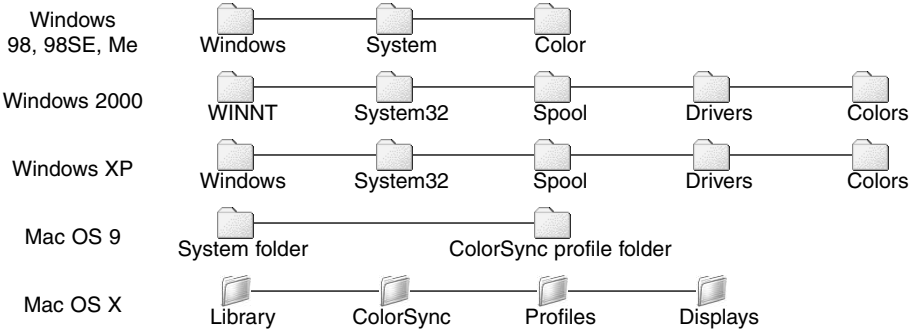 Windows
98, 98SE, Me
Windows System Color
Windows 2000
WINNT System32 Spool Drivers Colors
Windows XP
Windows System32 Spool Drivers Colors
Mac OS 9
System folder ColorSync profile folder
Mac OS X
Library ColorSync Profiles Displays